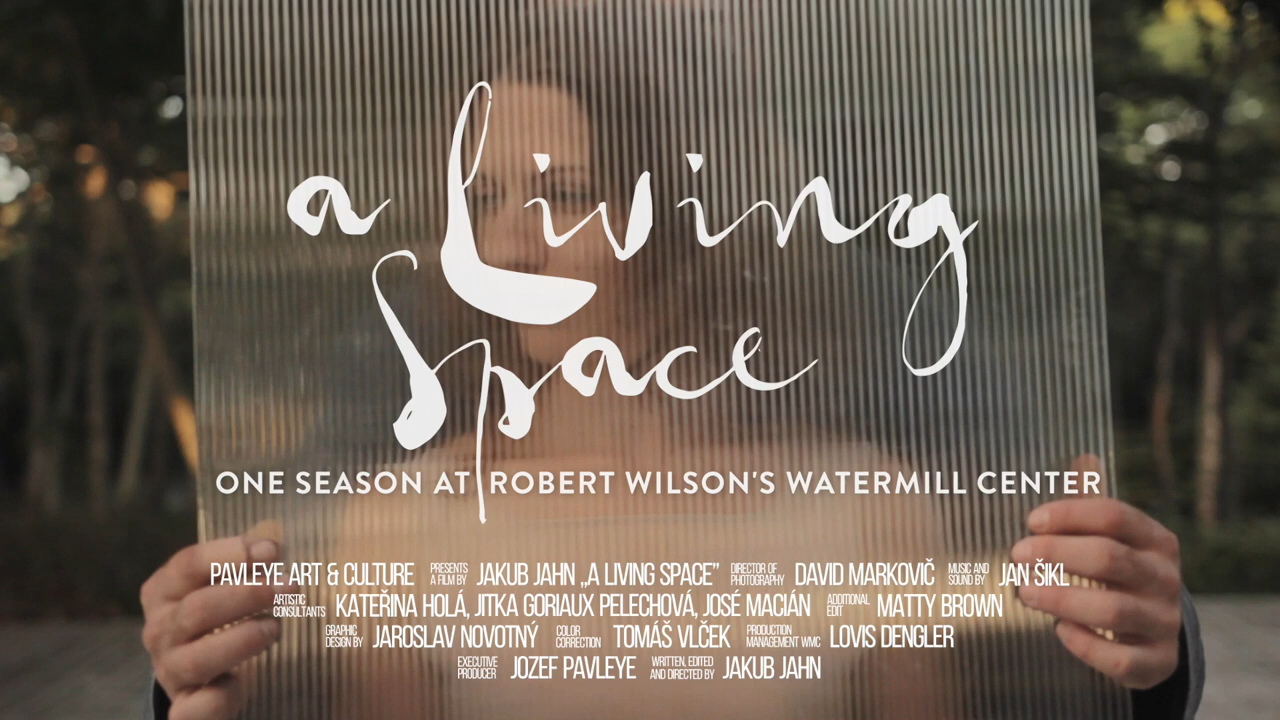 a living
space
ONE SEASON AT ROBERT WILSON'S WATERMILL CENTER
PAVLEYE ART & CULTURE PRESENTS A FILM BY JAKUB JAHN „A LIVING SPACE” DIRECTOR OF PHOTOGRAPHY DAVID MARKOVIČ MUSIC AND SOUND BY JAN ŠIKL
ARTISTIC CONSULTANTS KATEŘINA HOLÁ, JITKA GORIAUX PELECHOVÁ, JOSÉ MACIÁN ADDITIONAL EDIT MATTY BROWN
GRAPHIC DESIGN BY JAROSLAV NOVOTNÝ COLOR CORRECTION TOMÁŠ VLČEK PRODUCTION MANAGEMENT WMC LOVIS DENGLER
EXECUTIVE PRODUCER JOZEF PAVLEYE WRITTEN, EDITED AND DIRECTED BY JAKUB JAHN